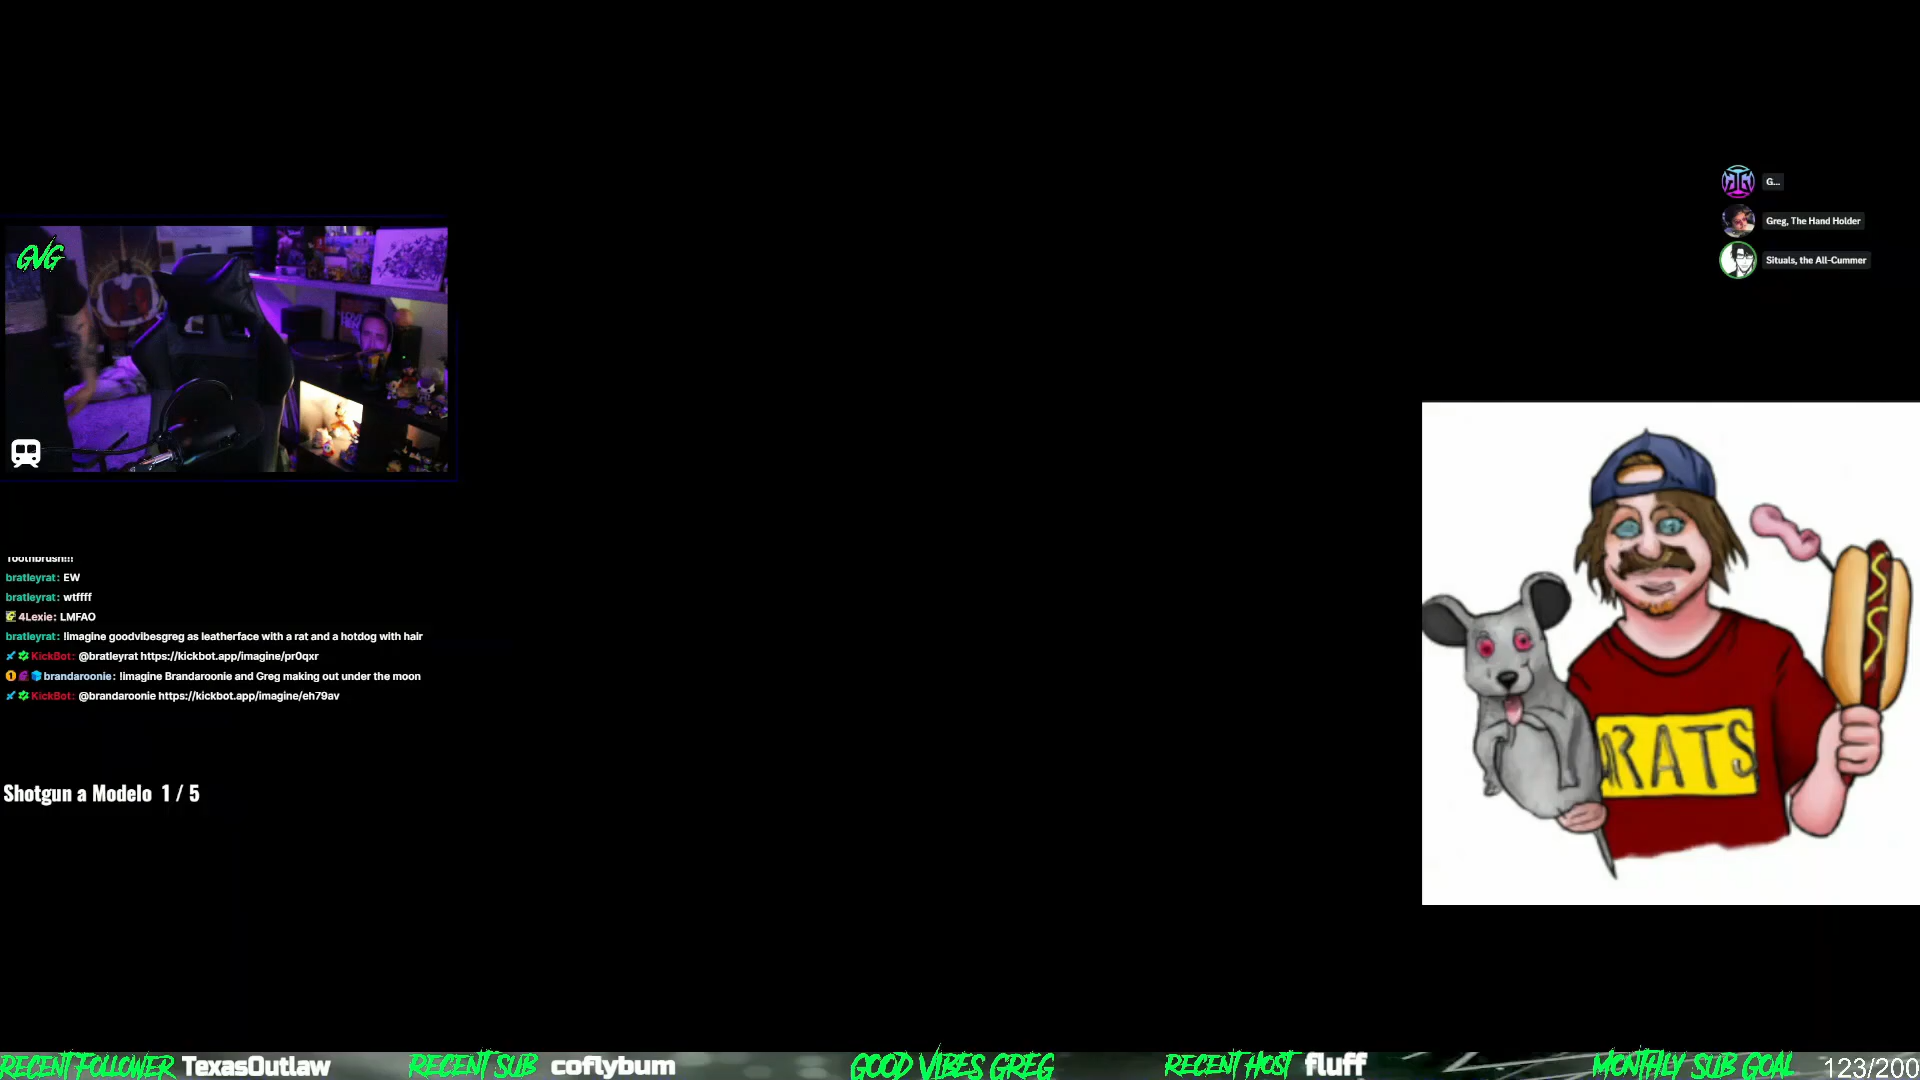 GVG
G...
Greg, The Hand Holder
Situals, the All-Cummer
Toothbrush!!!
bratleyrat: EW
bratleyrat: wtffff
4Lexie: LMFAO
bratleyrat: !imagine goodvibesgreg as leatherface with a rat and a hotdog with hair
KickBot: @bratleyrat https://kickbot.app/imagine/pr0qxr
brandaroonie: !imagine Brandaroonie and Greg making out under the moon
KickBot: @brandaroonie https://kickbot.app/imagine/eh79av
RATS
Shotgun a Modelo 1 / 5
RECENT FOLLOWER TexasOutlaw RECENT SUB coflybum GOOD VIBES GREG RECENT HOST fluff MONTHLY SUB GOAL 123/200